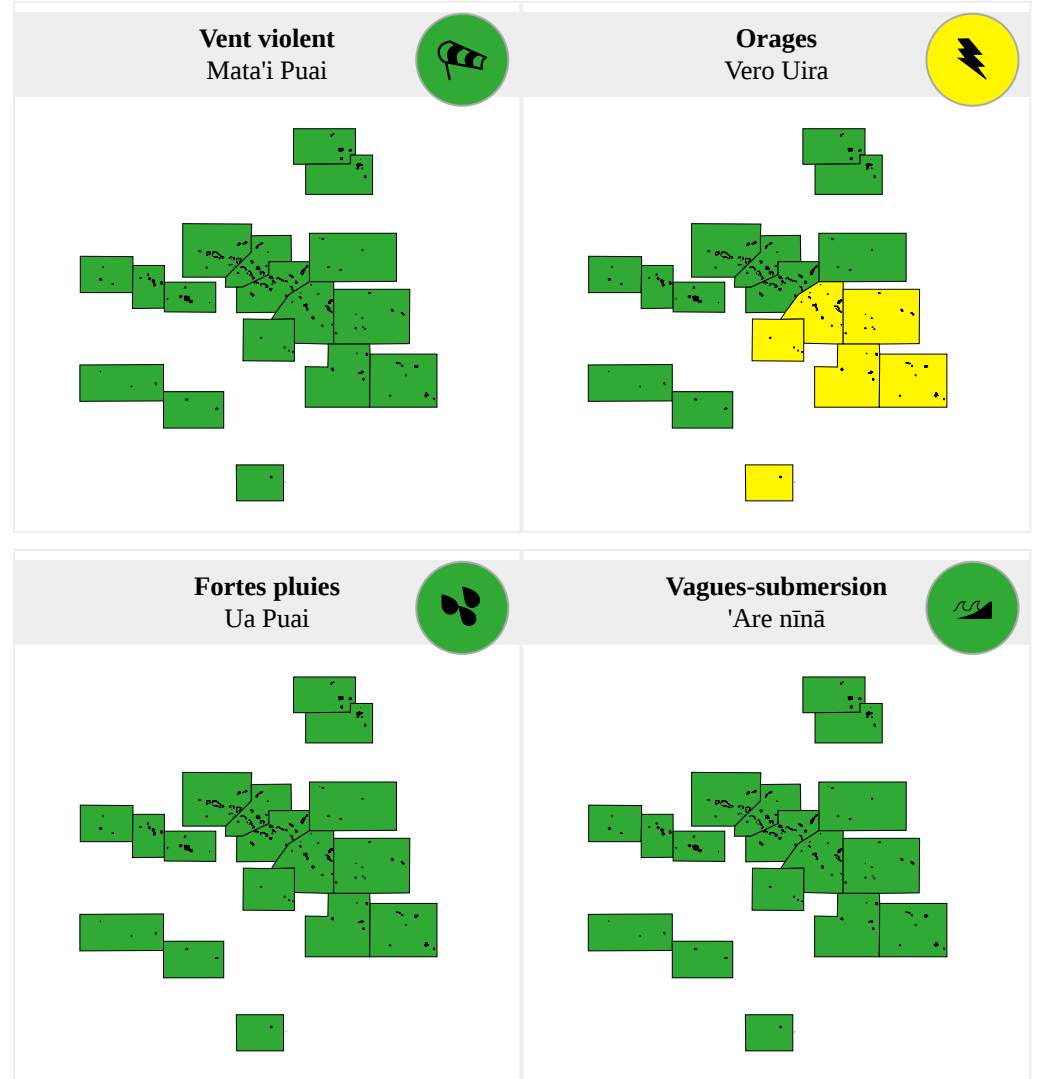 Vent violent
Mata'i Puai
Orages
Vero Uira
Fortes pluies
Ua Puai
Vagues-submersion
'Are nīnā